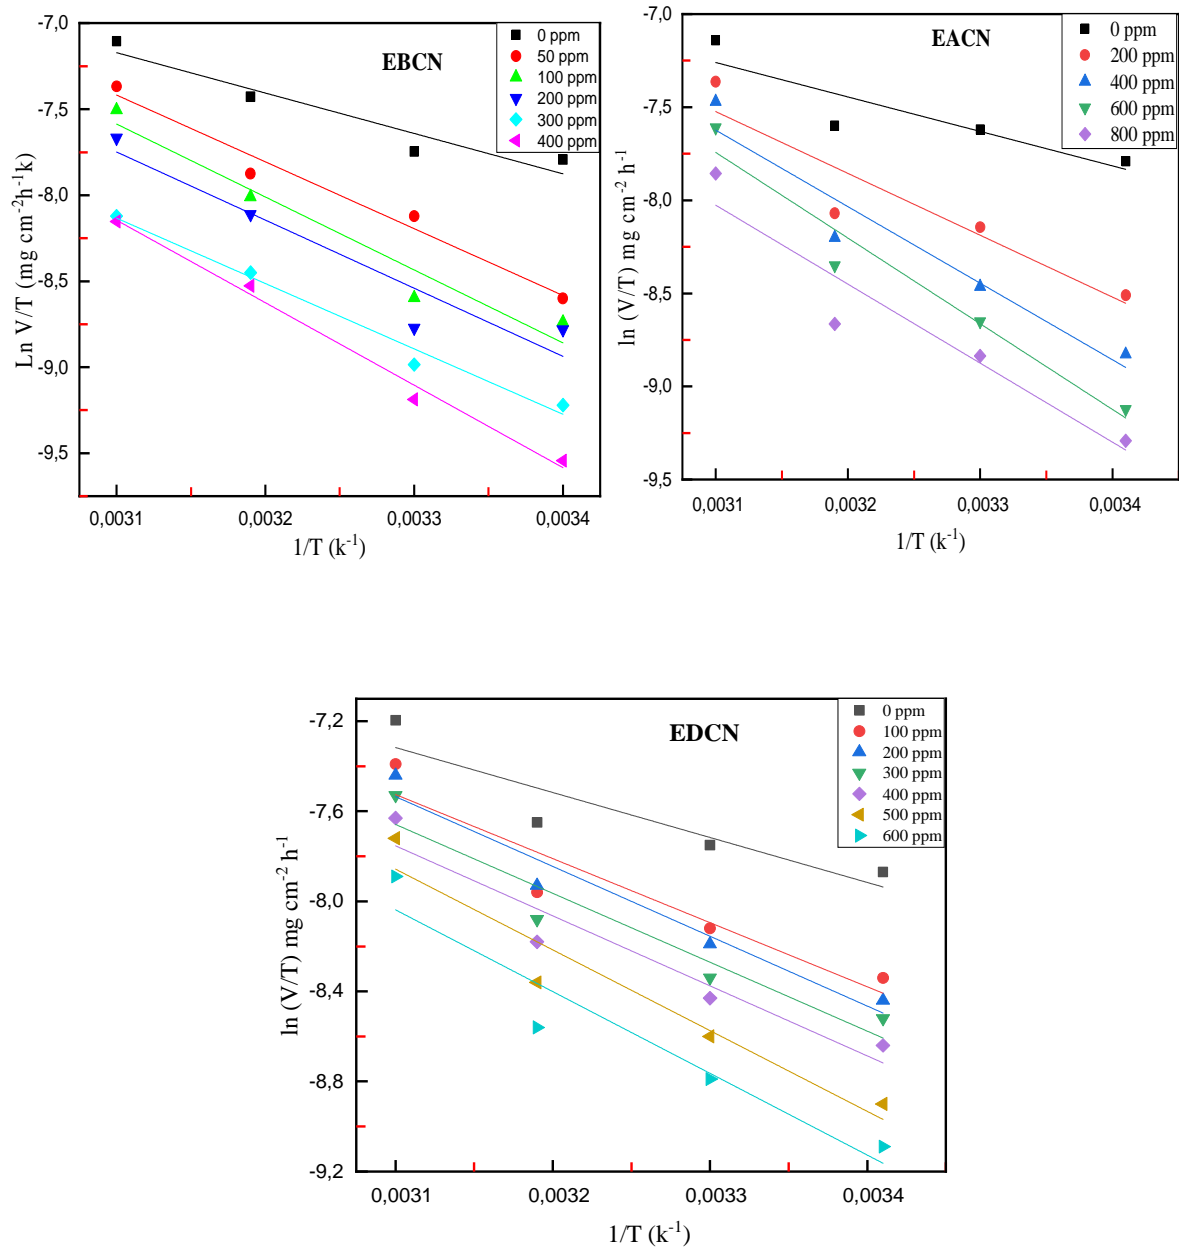 EBCN
0 ppm
50 ppm
100 ppm
200 ppm
300 ppm
400 ppm
-7,0
-7,5
-8,0
-8,5
-9,0
-9,5
Ln V/T (mg cm-2h-1k)
0,0031
0,0032
0,0033
0,0034
1/T (k-1)
EACN
0 ppm
200 ppm
400 ppm
600 ppm
800 ppm
-7,0
-7,5
-8,0
-8,5
-9,0
-9,5
ln (V/T) mg cm-2 h-1
0,0031
0,0032
0,0033
0,0034
1/T (k-1)
EDCN
0 ppm
100 ppm
200 ppm
300 ppm
400 ppm
500 ppm
600 ppm
-7,2
-7,6
-8,0
-8,4
-8,8
-9,2
ln (V/T) mg cm-2 h-1
0,0031
0,0032
0,0033
0,0034
1/T (k-1)